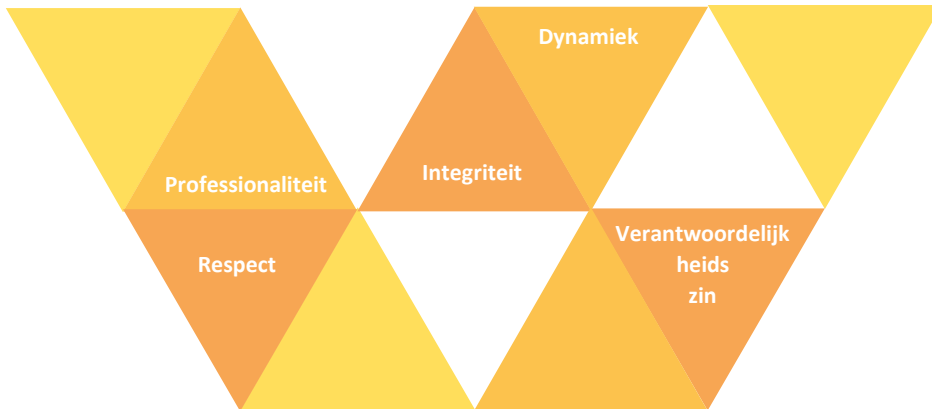 Dynamiek
Professionaliteit
Integriteit
Respect
Verantwoordelijk
heids
zin